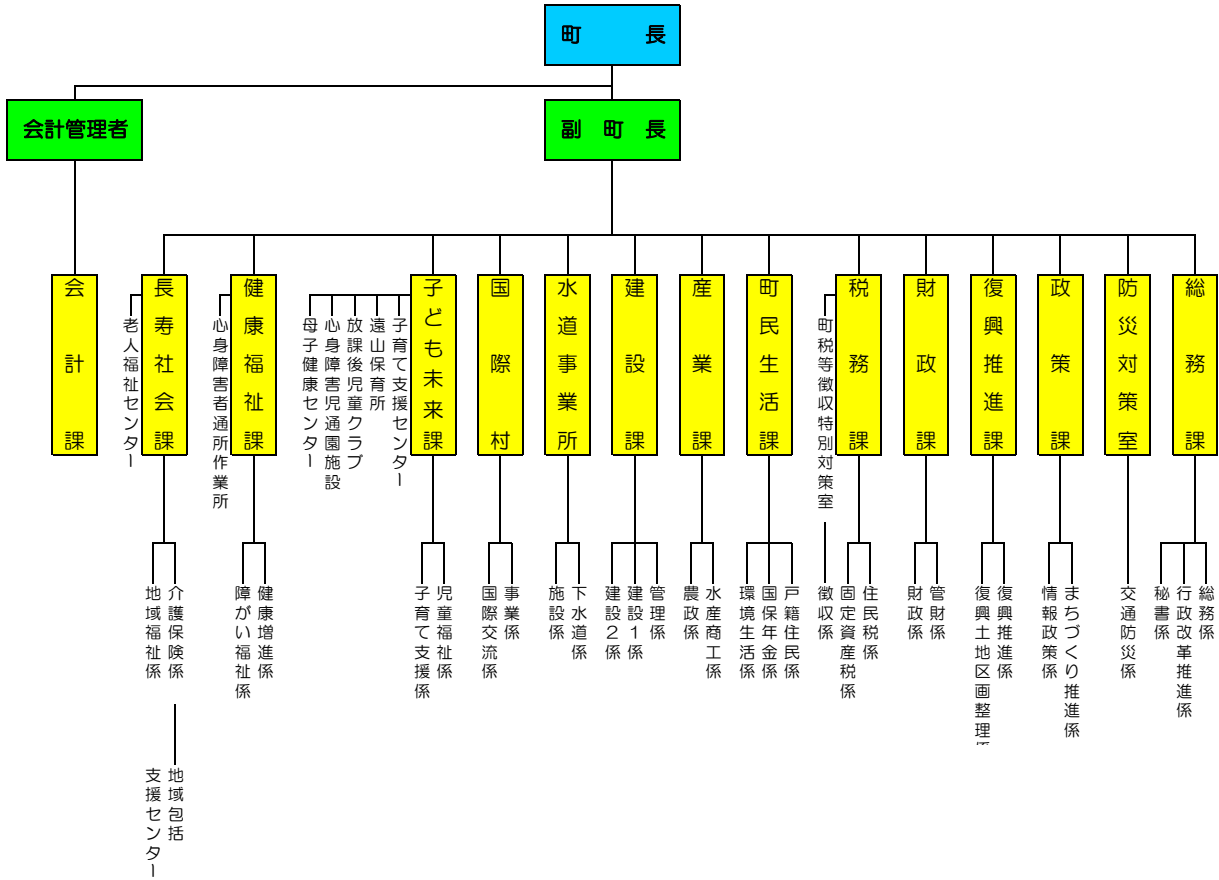 町　　長
会計管理者
副　町　長
会計課
長寿社会課
健康福祉課
子ども未来課
国際村
水道事業所
建設課
産業課
町民生活課
税務課
財政課
復興推進課
政策課
防災対策室
総務課
老人福祉センター
心身障害者通所作業所
母子健康センター
心身障害児通園施設
放課後児童クラブ
遠山保育所
子育て支援センター
町税等徴収特別対策室
地域福祉係
介護保険係
障がい福祉係
健康増進係
子育て支援係
児童福祉係
国際交流係
事業係
施設係
下水道係
建設２係
建設１係
管理係
農政係
水産商工係
環境生活係
国保年金係
戸籍住民係
徴収係
固定資産税係
住民税係
財政係
管財係
復興土地区画整理係
復興推進係
情報政策係
まちづくり推進係
交通防災係
秘書係
行政改革推進係
総務係
地域包括
支援センター